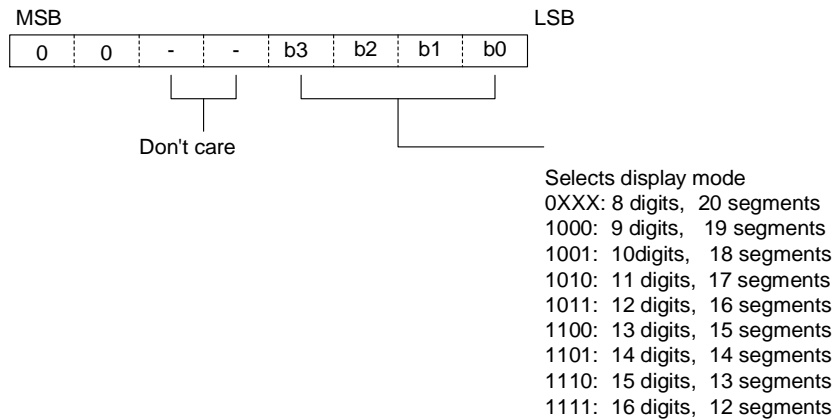 MSB LSB
0 0 - - b3 b2 b1 b0
Don't care
Selects display mode
0XXX: 8 digits, 20 segments
1000: 9 digits, 19 segments
1001: 10digits, 18 segments
1010: 11 digits, 17 segments
1011: 12 digits, 16 segments
1100: 13 digits, 15 segments
1101: 14 digits, 14 segments
1110: 15 digits, 13 segments
1111: 16 digits, 12 segments